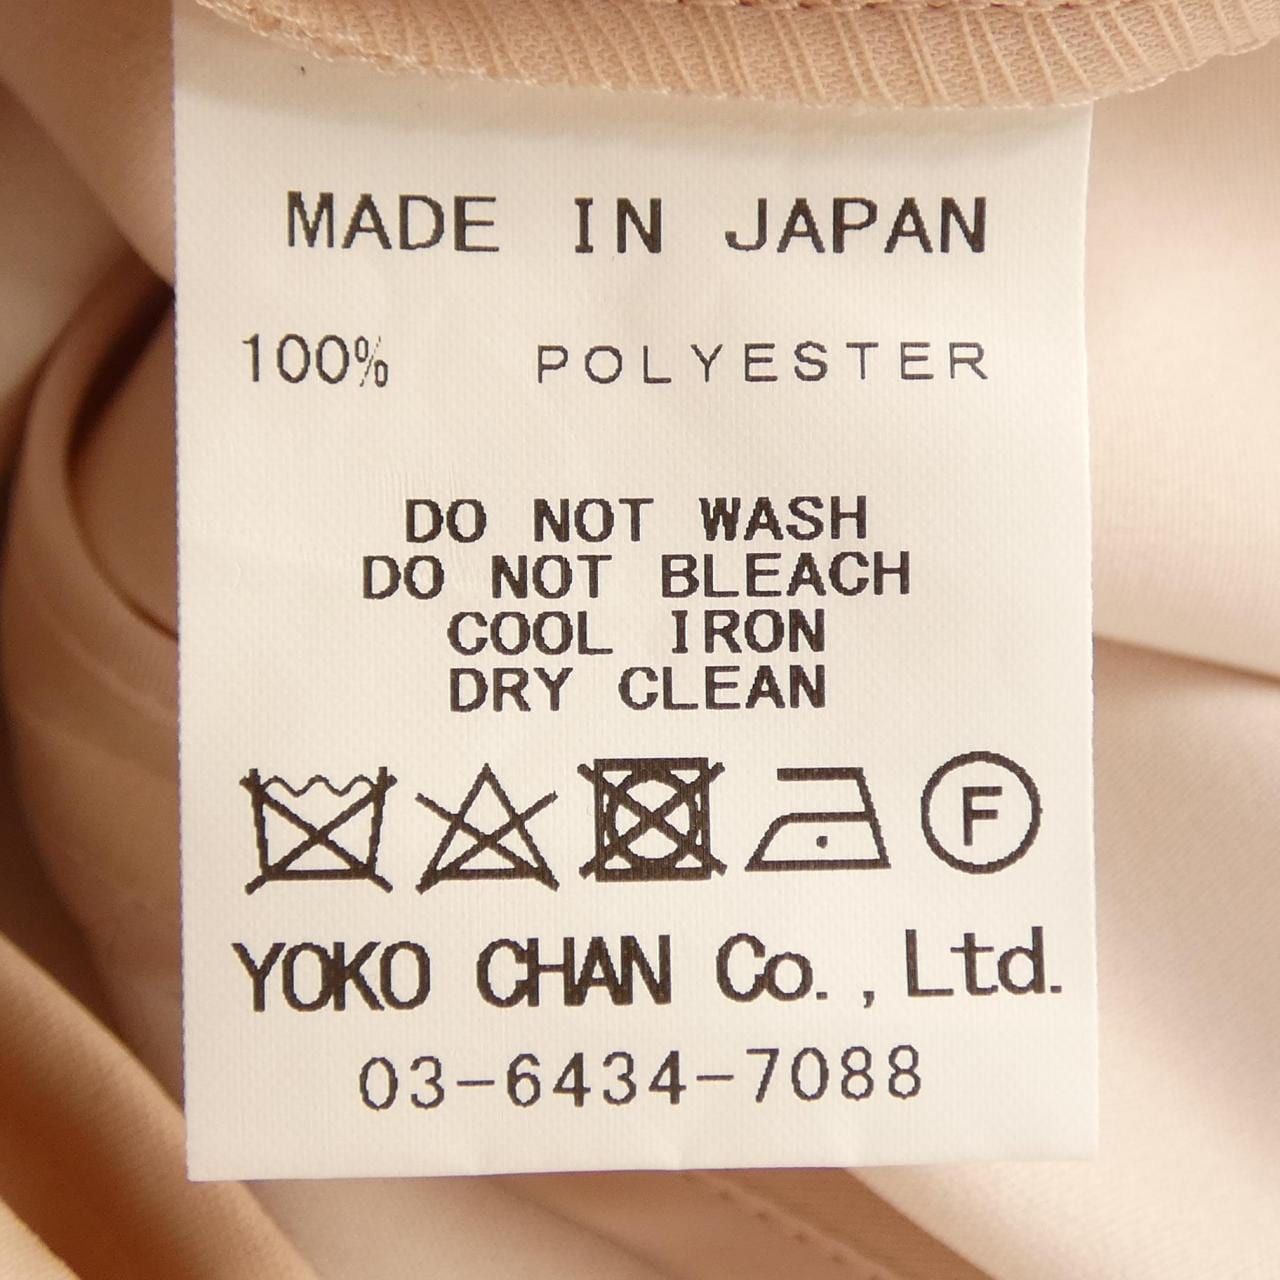 MADE IN JAPAN
100% POLYESTER
DO NOT WASH
DO NOT BLEACH
COOL IRON
DRY CLEAN
F
YOKO CHAN Co.,Ltd.
03-6434-7088